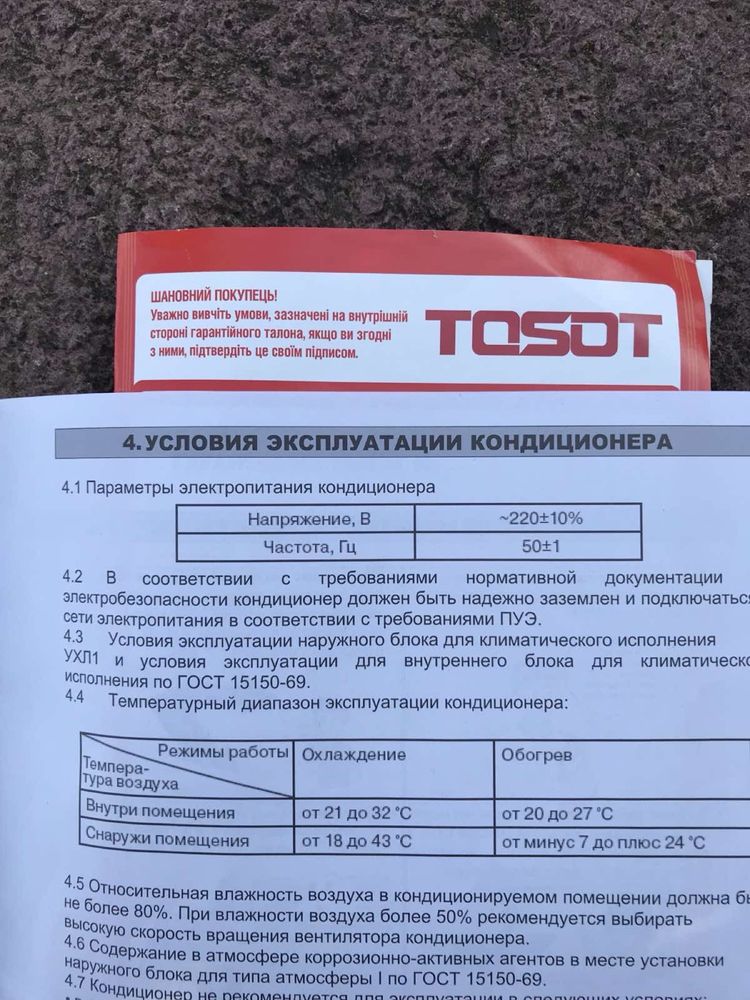 ШАНОВНИЙ ПОКУПЕЦЬ!
Уважно вивчіть умови, зазначені на внутрішній
стороні гарантійного талона, якщо ви згодні
з ними, підтвердіть це своїм підписом.
TOSOT
4. УСЛОВИЯ ЭКСПЛУАТАЦИИ КОНДИЦИОНЕРА
4.1 Параметры электропитания кондиционера
Напряжение, В ~220±10%
Частота, Гц 50±1
4.2 В соответствии с требованиями нормативной документации
электробезопасности кондиционер должен быть надежно заземлен и подключаться
сети электропитания в соответствии с требованиями ПУЭ.
4.3 Условия эксплуатации наружного блока для климатического исполнения
УХЛ1 и условия эксплуатации для внутреннего блока для климатичес
исполнения по ГОСТ 15150-69.
4.4 Температурный диапазон эксплуатации кондиционера:
Режимы работы Охлаждение Обогрев
Темпера-
тура воздуха
Внутри помещения от 21 до 32 °C от 20 до 27 °C
Снаружи помещения от 18 до 43 °C от минус 7 до плюс 24 °C
4.5 Относительная влажность воздуха в кондиционируемом помещении должна б
не более 80%. При влажности воздуха более 50% рекомендуется выбирать
высокую скорость вращения вентилятора кондиционера.
4.6 Содержание в атмосфере коррозионно-активных агентов в месте установки
наружного блока для типа атмосферы I по ГОСТ 15150-69.
4.7 Кондиционер не рекомендуется для эксплуатации в следующих условиях: